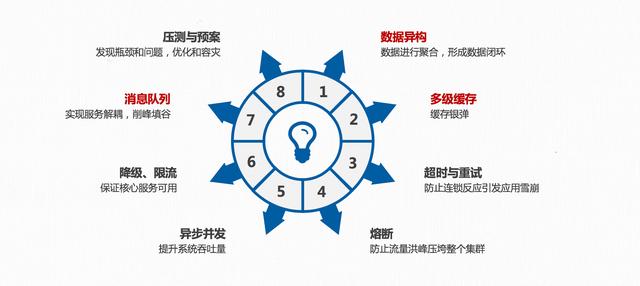 压测与预案
发现瓶颈和问题，优化和容灾
数据异构
数据进行聚合，形成数据闭环
消息队列
实现服务解耦，削峰填谷
多级缓存
缓存银弹
降级、限流
保证核心服务可用
超时与重试
防止连锁反应引发应用雪崩
异步并发
提升系统吞吐量
熔断
防止流量洪峰压垮整个集群
8
1
7
2
6
3
5
4